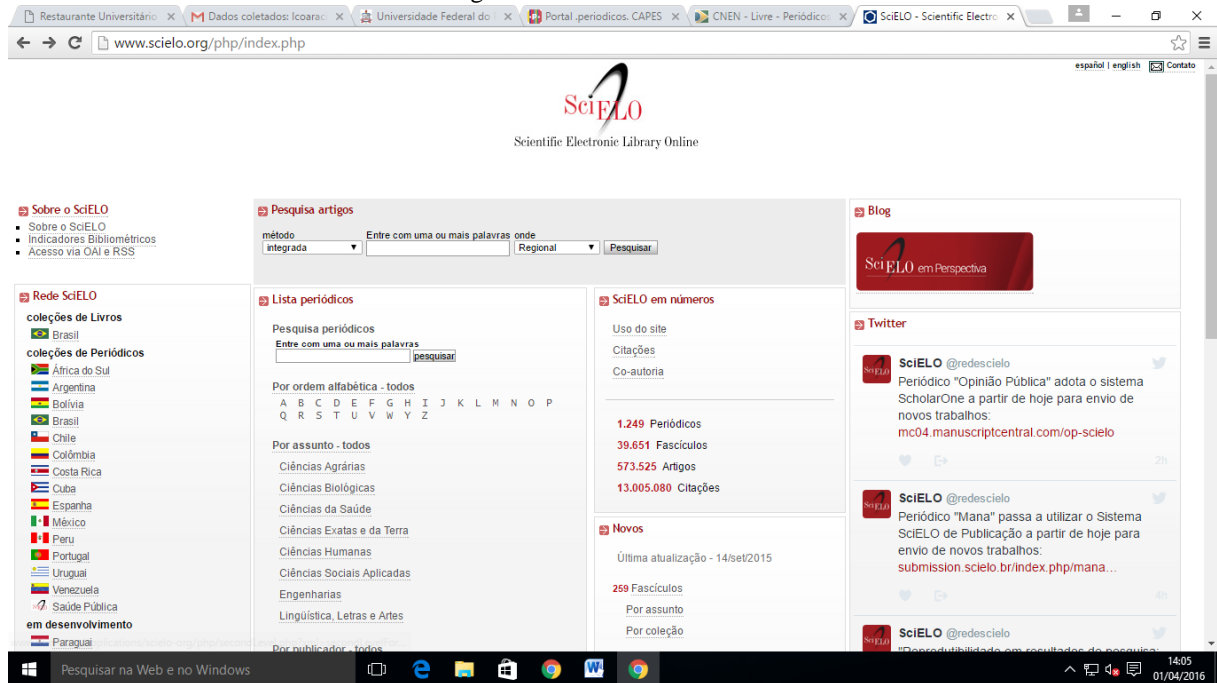 Restaurante Universitário
Dados coletados: Icoaraci
Universidade Federal do
Portal .periodicos. CAPES
CNEN - Livre - Periódicos
SciELO - Scientific Electro
www.scielo.org/php/index.php
español | english Contato
SciELO
Scientific Electronic Library Online
Sobre o SciELO
Sobre o SciELO
Indicadores Bibliométricos
Acesso via OAI e RSS
Pesquisa artigos
método Entre com uma ou mais palavras onde
integrada Regional Pesquisar
Blog
SciELO em Perspectiva
Rede SciELO
coleções de Livros
Brasil
coleções de Periódicos
África do Sul
Argentina
Bolívia
Brasil
Chile
Colômbia
Costa Rica
Cuba
Espanha
México
Peru
Portugal
Uruguai
Venezuela
Saúde Pública
em desenvolvimento
Paraguai
Lista periódicos
Pesquisa periódicos
Entre com uma ou mais palavras
pesquisar
Por ordem alfabética - todos
A B C D E F G H I J K L M N O P
Q R S T U V W Y Z
Por assunto - todos
Ciências Agrárias
Ciências Biológicas
Ciências da Saúde
Ciências Exatas e da Terra
Ciências Humanas
Ciências Sociais Aplicadas
Engenharias
Lingüística, Letras e Artes
Por publicador - todos
SciELO em números
Uso do site
Citações
Co-autoria
1.249 Periódicos
39.651 Fascículos
573.525 Artigos
13.005.080 Citações
Novos
Última atualização - 14/set/2015
259 Fascículos
Por assunto
Por coleção
Twitter
SciELO @redescielo
Periódico "Opinião Pública" adota o sistema
ScholarOne a partir de hoje para envio de
novos trabalhos:
mc04.manuscriptcentral.com/op-scielo
2h
SciELO @redescielo
Periódico "Mana" passa a utilizar o Sistema
SciELO de Publicação a partir de hoje para
envio de novos trabalhos:
submission.scielo.br/index.php/mana…
4h
SciELO @redescielo
"Reprodutibilidade em resultados de pesquisa:
Pesquisar na Web e no Windows
14:05
01/04/2016